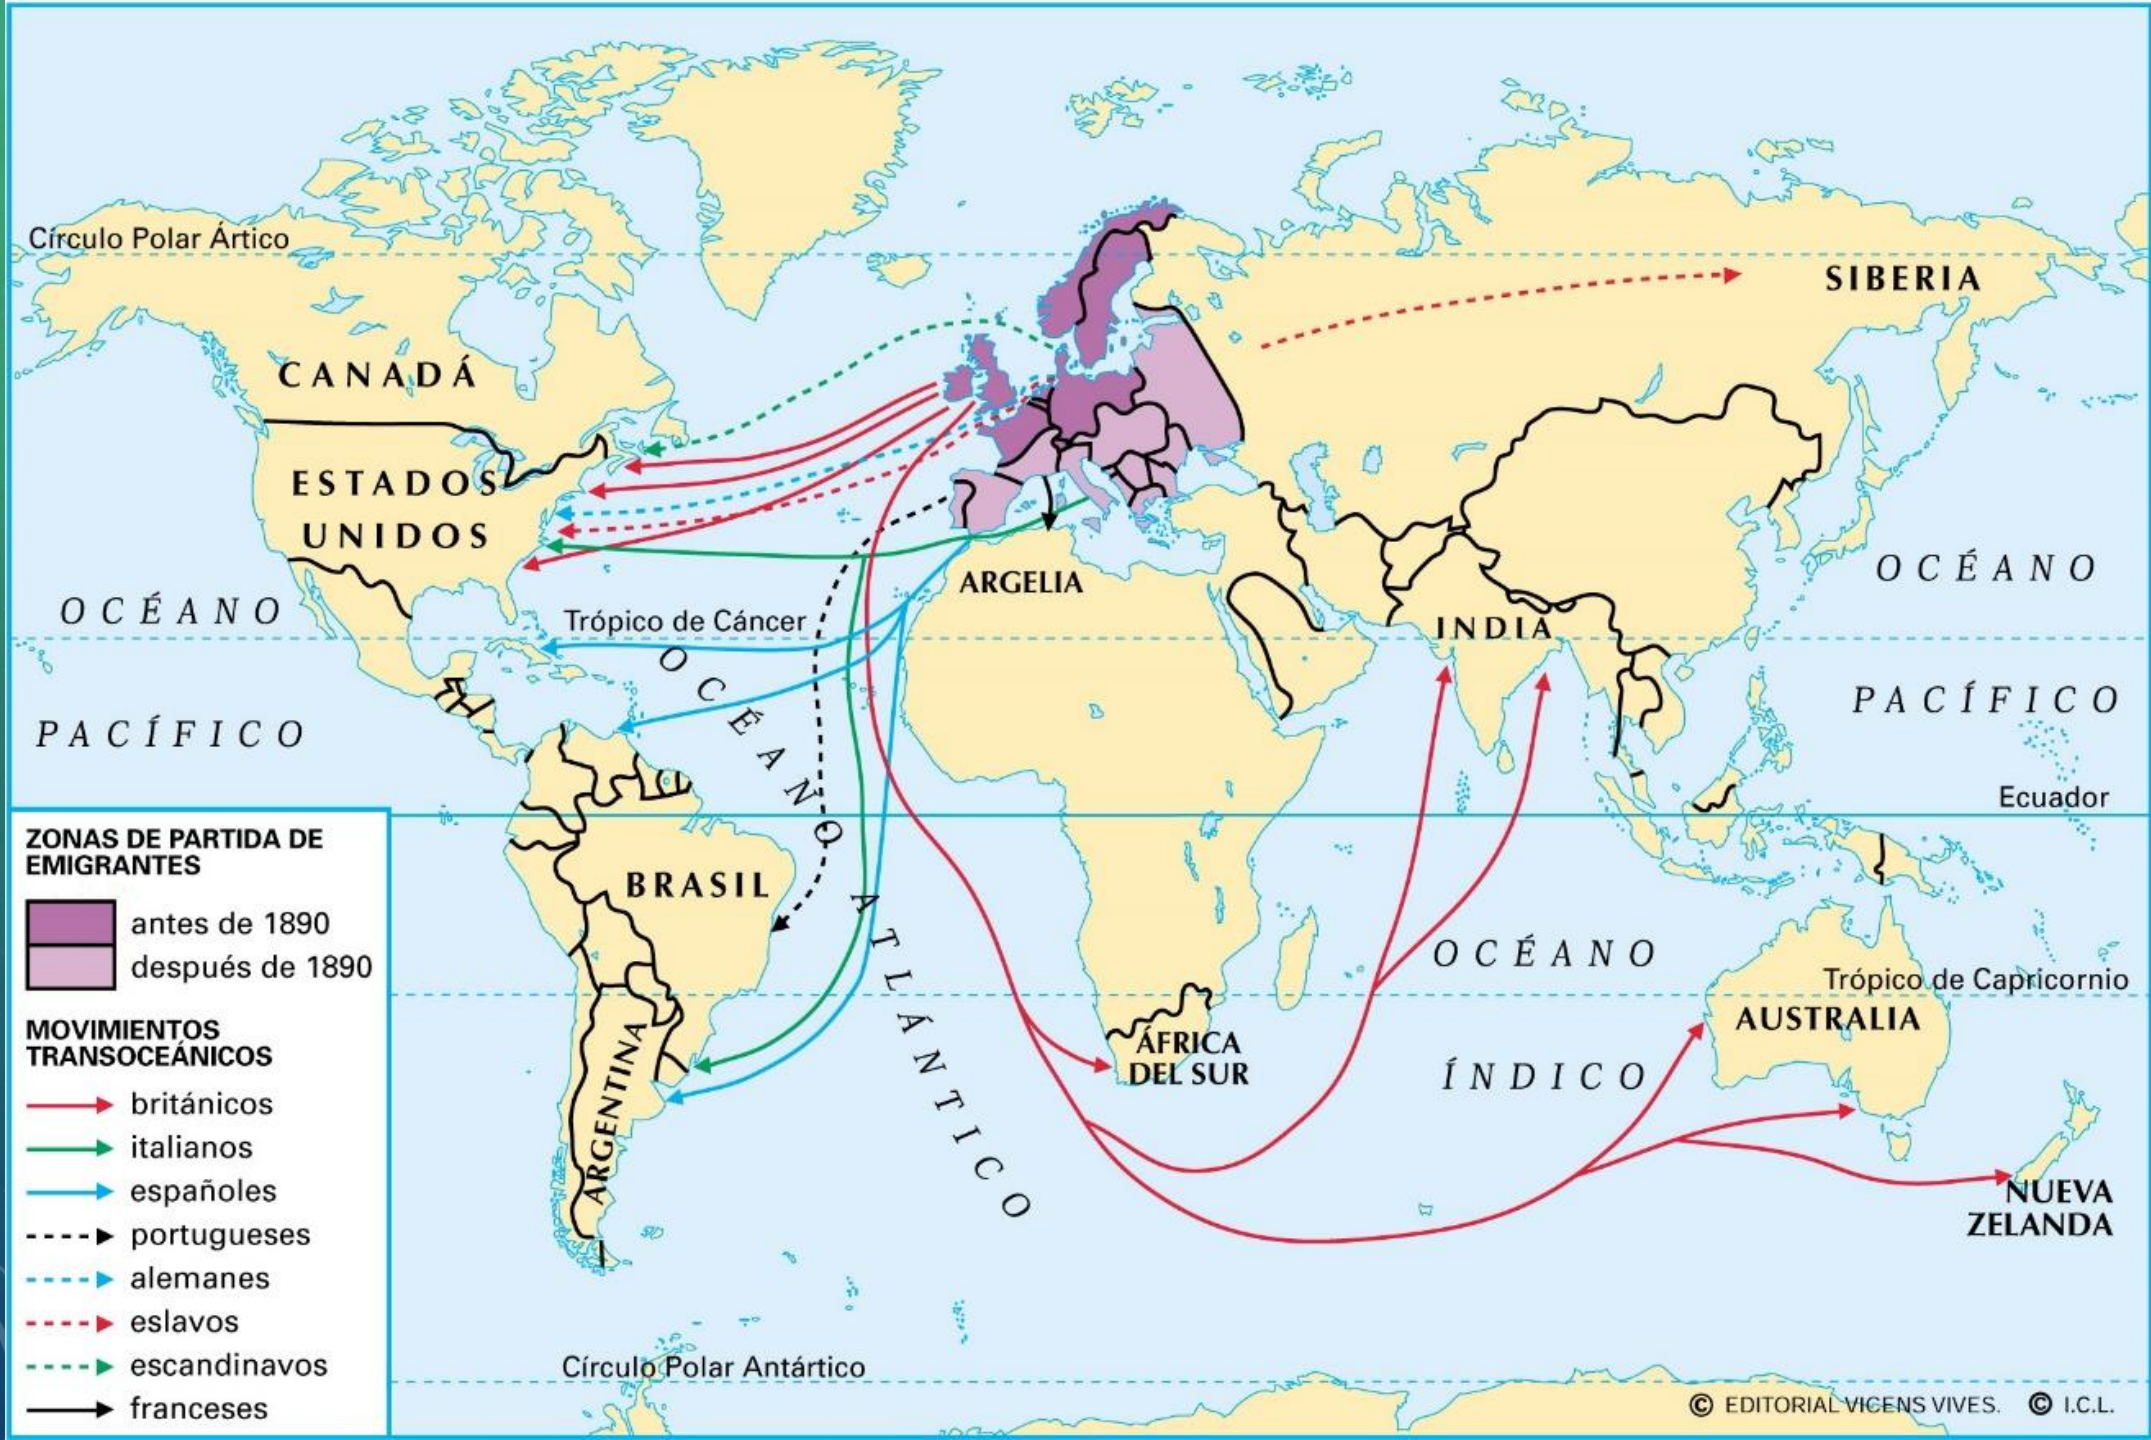 Círculo Polar Ártico
SIBERIA
CANADÁ
ESTADOS
UNIDOS
OCÉANO
PACÍFICO
Trópico de Cáncer
ARGELIA
INDIA
OCÉANO
PACÍFICO
Ecuador
OCÉANO ATLÁNTICO
BRASIL
ARGENTINA
ÁFRICA
DEL SUR
OCÉANO
ÍNDICO
Trópico de Capricornio
AUSTRALIA
NUEVA
ZELANDA
Círculo Polar Antártico
ZONAS DE PARTIDA DE
EMIGRANTES
antes de 1890
después de 1890
MOVIMIENTOS
TRANSOCEÁNICOS
británicos
italianos
españoles
portugueses
alemanes
eslavos
escandinavos
franceses
© EDITORIAL VICENS VIVES. © I.C.L.